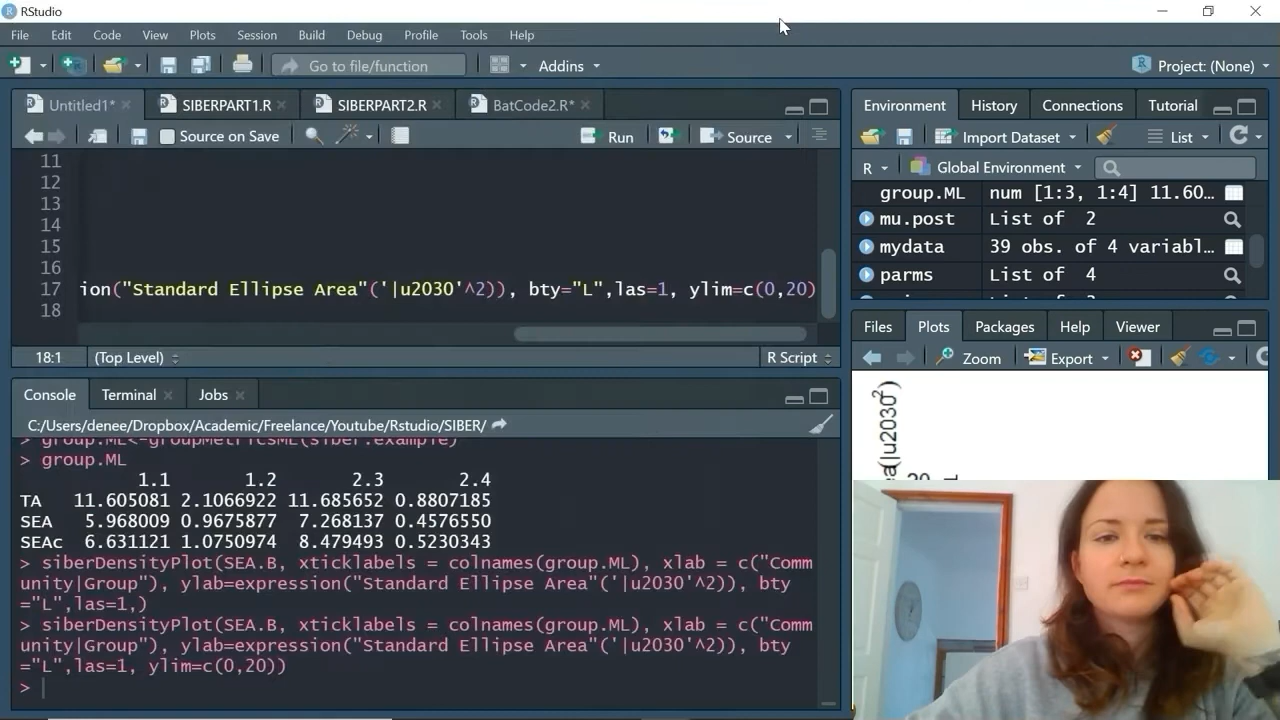 RStudio
File Edit Code View Plots Session Build Debug Profile Tools Help
Go to file/function Addins Project: (None)
Untitled1* SIBERPART1.R SIBERPART2.R BatCode2.R*
Source on Save Run Source
11
12
13
14
15
16
17 ion("Standard Ellipse Area"('|u2030'^2)), bty="L",las=1, ylim=c(0,20)
18
18:1 (Top Level) R Script
Console Terminal Jobs
C:/Users/denee/Dropbox/Academic/Freelance/Youtube/Rstudio/SIBER/
> group.ML<-groupMetricsML(siber.example)
> group.ML
1.1 1.2 2.3 2.4
TA 11.605081 2.1066922 11.685652 0.8807185
SEA 5.968009 0.9675877 7.268137 0.4576550
SEAc 6.631121 1.0750974 8.479493 0.5230343
> siberDensityPlot(SEA.B, xticklabels = colnames(group.ML), xlab = c("Comm
unity|Group"), ylab=expression("Standard Ellipse Area"('|u2030'^2)), bty
="L",las=1,)
> siberDensityPlot(SEA.B, xticklabels = colnames(group.ML), xlab = c("Comm
unity|Group"), ylab=expression("Standard Ellipse Area"('|u2030'^2)), bty
="L",las=1, ylim=c(0,20))
>
Environment History Connections Tutorial
Import Dataset List
R Global Environment
group.ML num [1:3, 1:4] 11.60…
mu.post List of 2
mydata 39 obs. of 4 variabl…
parms List of 4
Files Plots Packages Help Viewer
Zoom Export
ea(|u2030²)
20